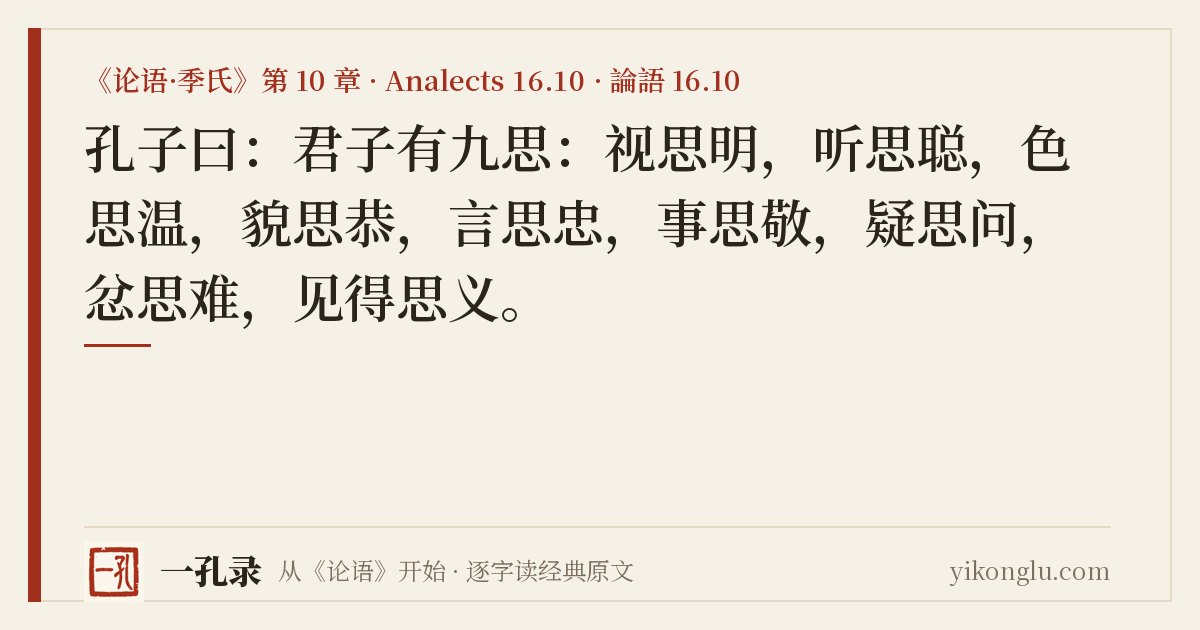 《论语·季氏》第 10 章 · Analects 16.10 · 論語 16.10
孔子曰：君子有九思：视思明，听思聪，色
思温，貌思恭，言思忠，事思敬，疑思问，
忿思难，见得思义。
一孔
一孔录 从《论语》开始 · 逐字读经典原文 yikonglu.com